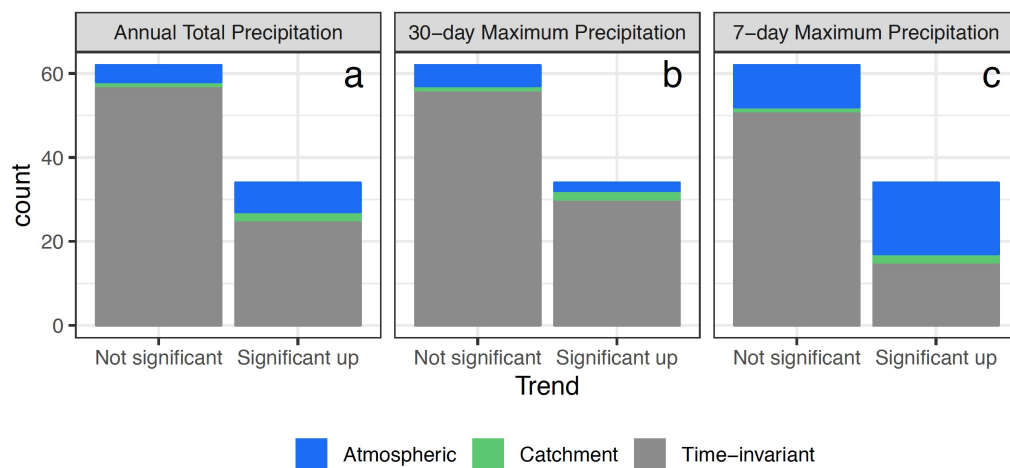 Annual Total Precipitation
30−day Maximum Precipitation
7−day Maximum Precipitation
a
b
c
count
60
40
20
0
Not significant Significant up
Not significant Significant up
Not significant Significant up
Trend
Atmospheric Catchment Time−invariant